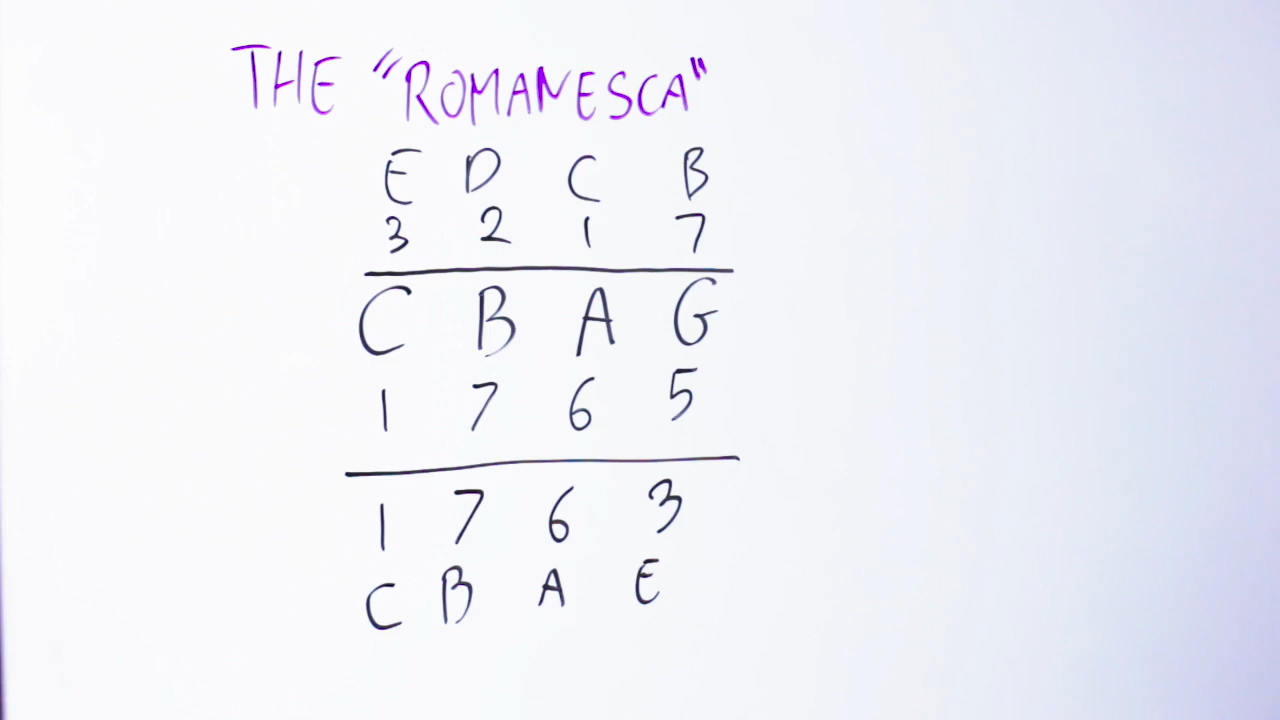 THE "ROMANESCA"
E D C B
3 2 1 7
C B A G
1 7 6 5
1 7 6 3
C B A E